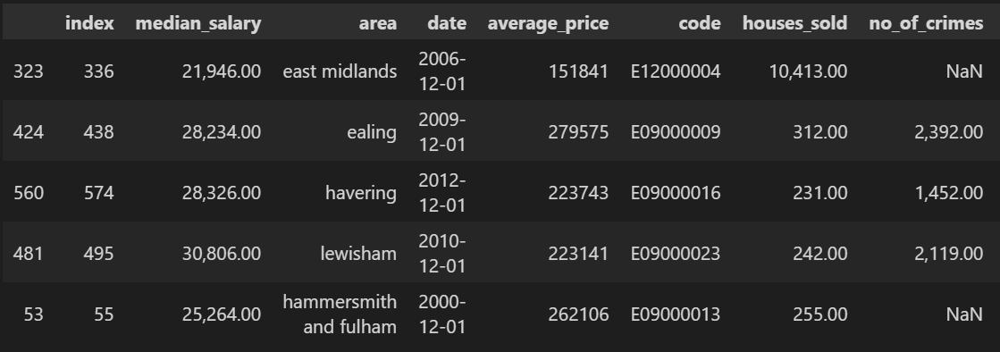 index median_salary area date average_price code houses_sold no_of_crimes
323 336 21,946.00 east midlands 2006-12-01 151841 E12000004 10,413.00 NaN
424 438 28,234.00 ealing 2009-12-01 279575 E09000009 312.00 2,392.00
560 574 28,326.00 havering 2012-12-01 223743 E09000016 231.00 1,452.00
481 495 30,806.00 lewisham 2010-12-01 223141 E09000023 242.00 2,119.00
53 55 25,264.00 hammersmith and fulham 2000-12-01 262106 E09000013 255.00 NaN